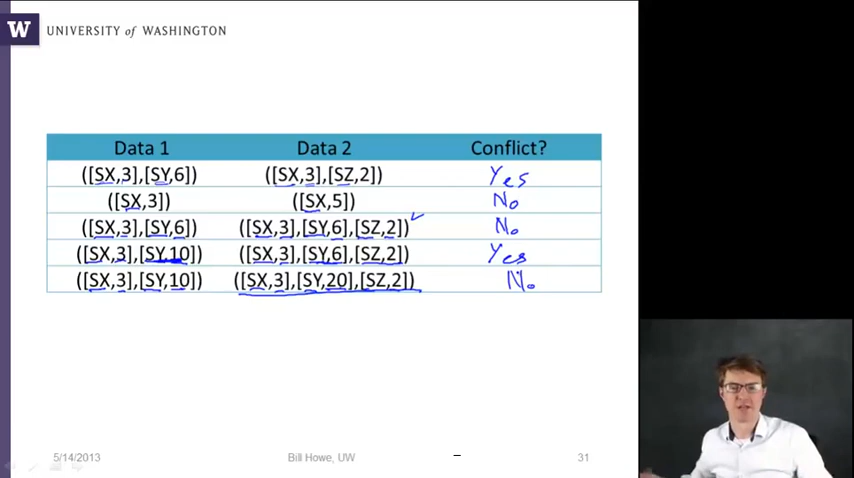 W UNIVERSITY of WASHINGTON
Data 1 Data 2 Conflict?
([SX,3],[SY,6]) ([SX,3],[SZ,2]) Yes
([SX,3]) ([SX,5]) No
([SX,3],[SY,6]) ([SX,3],[SY,6],[SZ,2]) No
([SX,3],[SY,10]) ([SX,3],[SY,6],[SZ,2]) Yes
([SX,3],[SY,10]) ([SX,3],[SY,20],[SZ,2]) No
5/14/2013 Bill Howe, UW 31